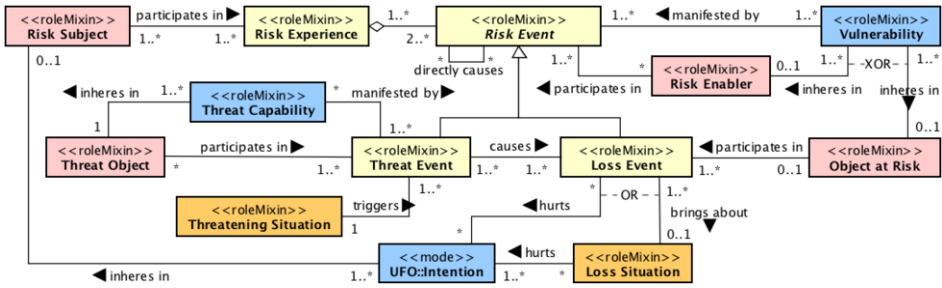 <<roleMixin>>
Risk Subject
participates in
1..*
1..*
<<roleMixin>>
Risk Experience
1..*
2..*
<<roleMixin>>
Risk Event
1..*
manifested by
1..*
<<roleMixin>>
Vulnerability
0..1
*
*
directly causes
1..*
participates in
*
<<roleMixin>>
Risk Enabler
0..1
1..*
XOR
1..*
inheres in
inheres in
0..1
inheres in
1..*
<<roleMixin>>
Threat Capability
*
manifested by
1..*
1
<<roleMixin>>
Threat Object
participates in
*
1..*
<<roleMixin>>
Threat Event
causes
1..*
1..*
<<roleMixin>>
Loss Event
participates in
1..*
0..1
<<roleMixin>>
Object at Risk
<<roleMixin>>
Threatening Situation
triggers
1
1..*
*
OR
1..*
hurts
*
brings about
0..1
inheres in
1..*
<<mode>>
UFO::Intention
hurts
1..*
*
<<roleMixin>>
Loss Situation